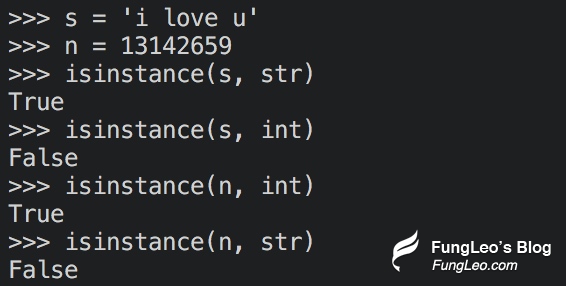 >>> s = 'i love u'
>>> n = 13142659
>>> isinstance(s, str)
True
>>> isinstance(s, int)
False
>>> isinstance(n, int)
True
>>> isinstance(n, str)
False
FungLeo's Blog
FungLeo.com